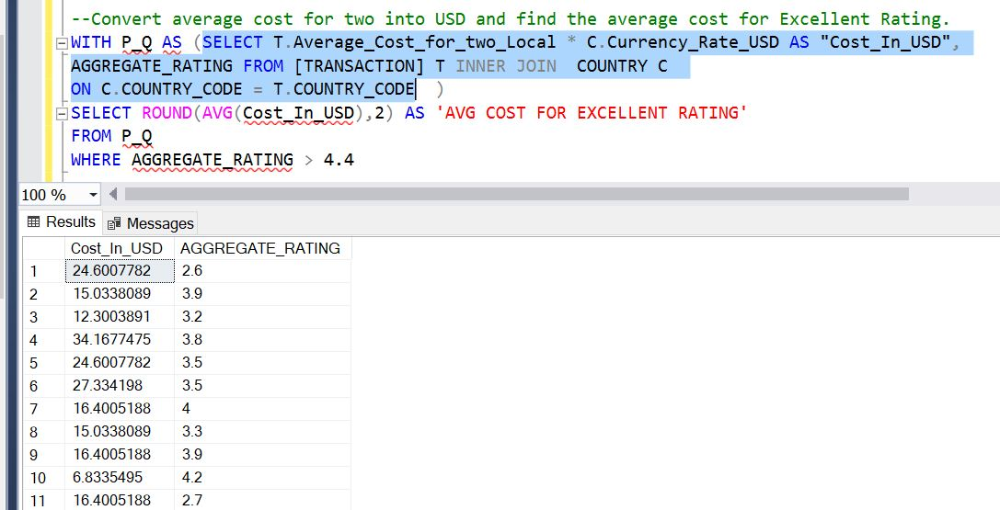 --Convert average cost for two into USD and find the average cost for Excellent Rating.
WITH P_Q AS (SELECT T.Average_Cost_for_two_Local * C.Currency_Rate_USD AS "Cost_In_USD",
AGGREGATE_RATING FROM [TRANSACTION] T INNER JOIN  COUNTRY C
ON C.COUNTRY_CODE = T.COUNTRY_CODE  )
SELECT ROUND(AVG(Cost_In_USD),2) AS 'AVG COST FOR EXCELLENT RATING'
FROM P_Q
WHERE AGGREGATE_RATING > 4.4
100 %
Results Messages
Cost_In_USD AGGREGATE_RATING
1 24.6007782 2.6
2 15.0338089 3.9
3 12.3003891 3.2
4 34.1677475 3.8
5 24.6007782 3.5
6 27.334198 3.5
7 16.4005188 4
8 15.0338089 3.3
9 16.4005188 3.9
10 6.8335495 4.2
11 16.4005188 2.7